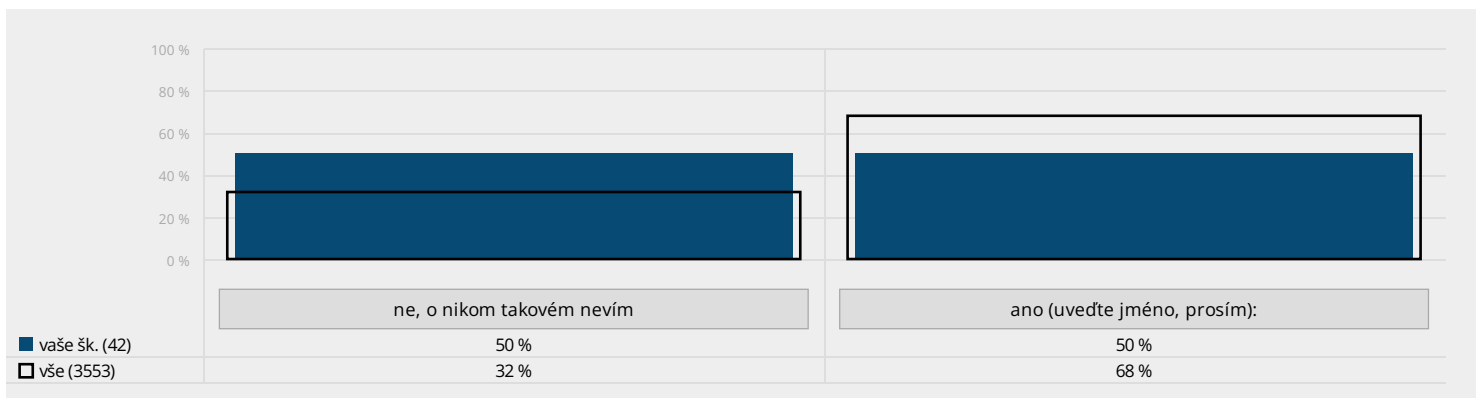 100 %
80 %
60 %
40 %
20 %
0 %
ne, o nikom takovém nevím
ano (uveďte jméno, prosím):
vaše šk. (42) 50 % 50 %
vše (3553) 32 % 68 %